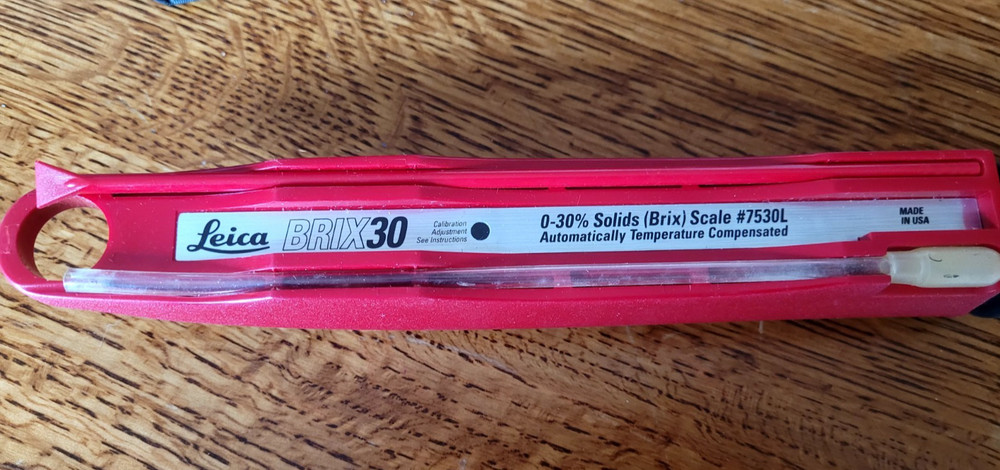 Leica BRIX30
Calibration
Adjustment
See Instructions
0-30% Solids (Brix) Scale #7530L
Automatically Temperature Compensated
MADE
IN USA